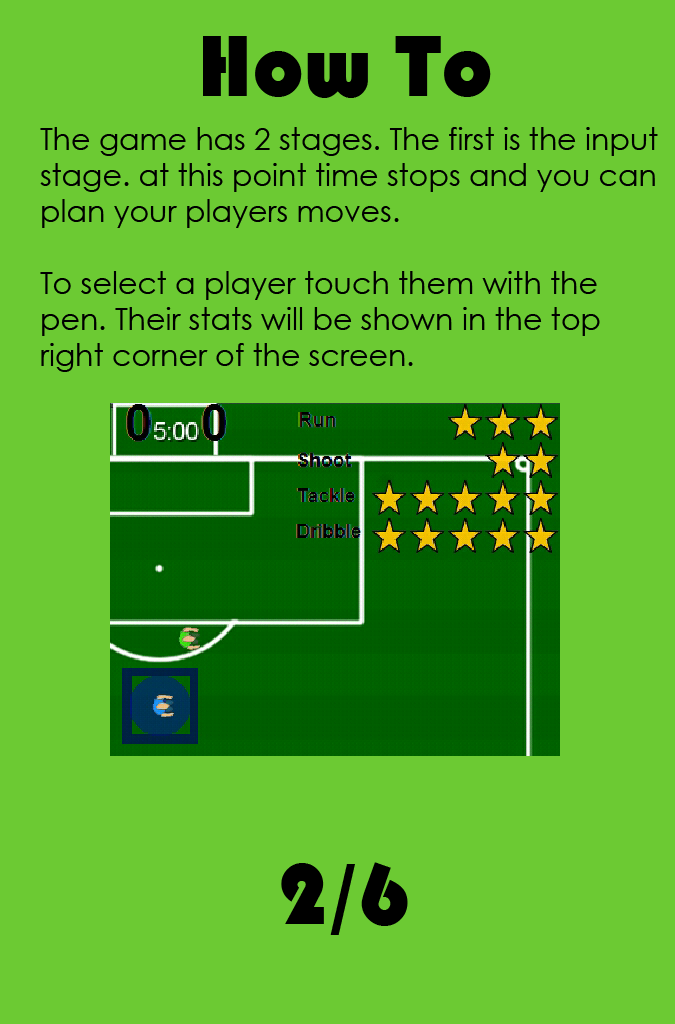 How To
The game has 2 stages. The first is the input
stage. at this point time stops and you can
plan your players moves.
To select a player touch them with the
pen. Their stats will be shown in the top
right corner of the screen.
0 5:00 0
Run
Shoot
Tackle
Dribble
2/6